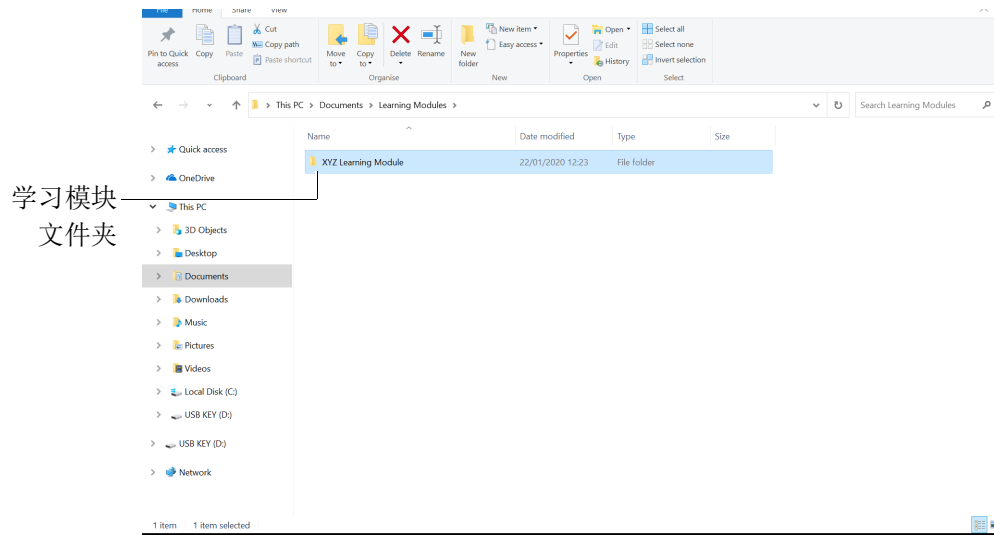 File Home Share View
Pin to Quick access
Copy
Paste
Cut
Copy path
Paste shortcut
Clipboard
Move to
Copy to
Delete
Rename
Organise
New folder
New item
Easy access
New
Properties
Open
Edit
History
Open
Select all
Select none
Invert selection
Select
This PC > Documents > Learning Modules >
Search Learning Modules
Name Date modified Type Size
XYZ Learning Module 22/01/2020 12:23 File folder
学习模块
文件夹
Quick access
OneDrive
This PC
3D Objects
Desktop
Documents
Downloads
Music
Pictures
Videos
Local Disk (C:)
USB KEY (D:)
USB KEY (D:)
Network
1 item 1 item selected